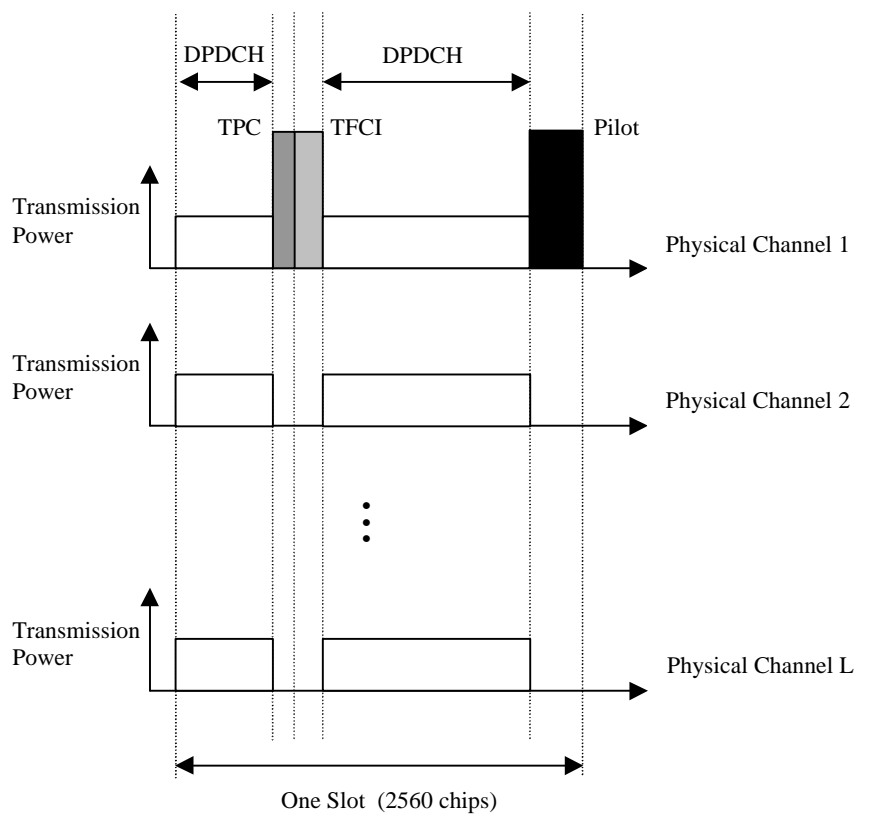 DPDCH
DPDCH
TPC
TFCI
Pilot
Transmission
Power
Physical Channel 1
Transmission
Power
Physical Channel 2
Transmission
Power
Physical Channel L
One Slot (2560 chips)